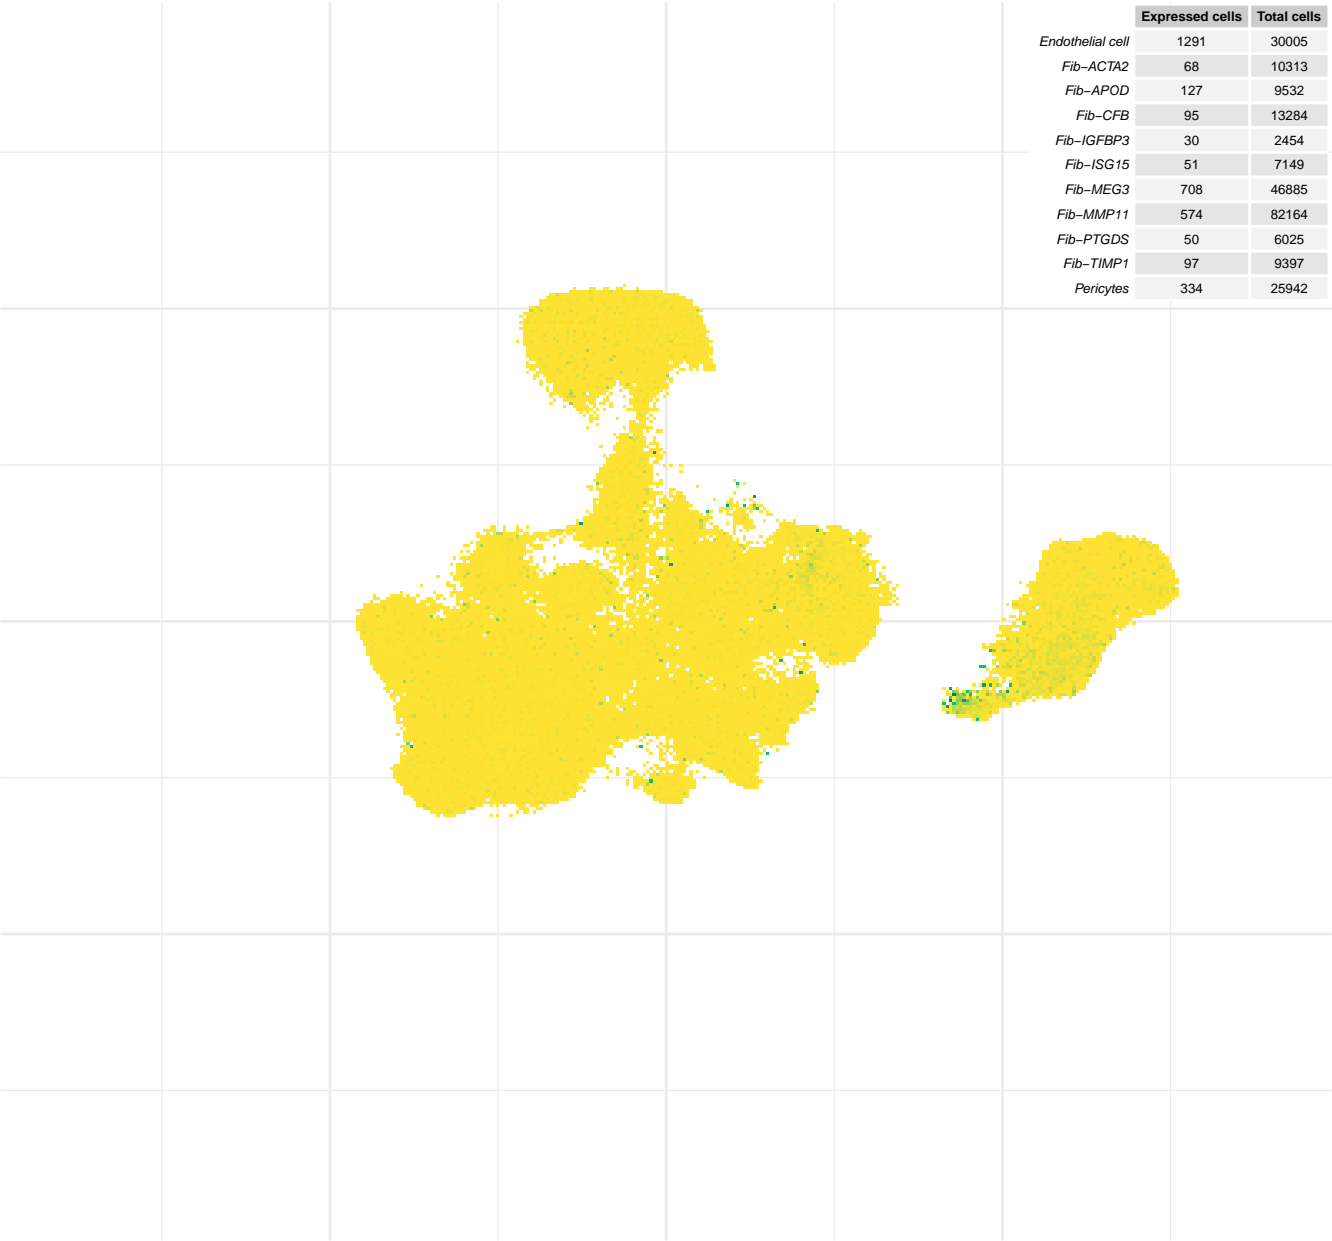 Expressed cells Total cells
Endothelial cell 1291 30005
Fib−ACTA2 68 10313
Fib−APOD 127 9532
Fib−CFB 95 13284
Fib−IGFBP3 30 2454
Fib−ISG15 51 7149
Fib−MEG3 708 46885
Fib−MMP11 574 82164
Fib−PTGDS 50 6025
Fib−TIMP1 97 9397
Pericytes 334 25942